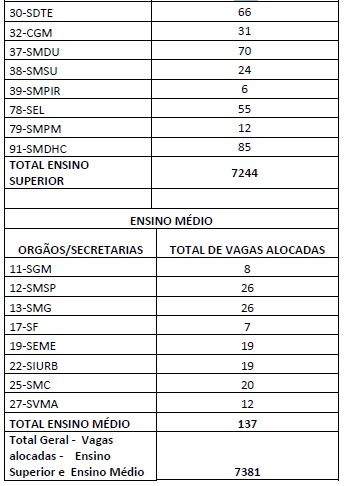 30-SDTE 66
32-CGM 31
37-SMDU 70
38-SMSU 24
39-SMPIR 6
78-SEL 55
79-SMPM 12
91-SMDHC 85
TOTAL ENSINO
SUPERIOR 7244
ENSINO MÉDIO
ORGÃOS/SECRETARIAS TOTAL DE VAGAS ALOCADAS
11-SGM 8
12-SMSP 26
13-SMG 26
17-SF 7
19-SEME 19
22-SIURB 19
25-SMC 20
27-SVMA 12
TOTAL ENSINO MÉDIO 137
Total Geral - Vagas
alocadas - Ensino
Superior e Ensino Médio 7381